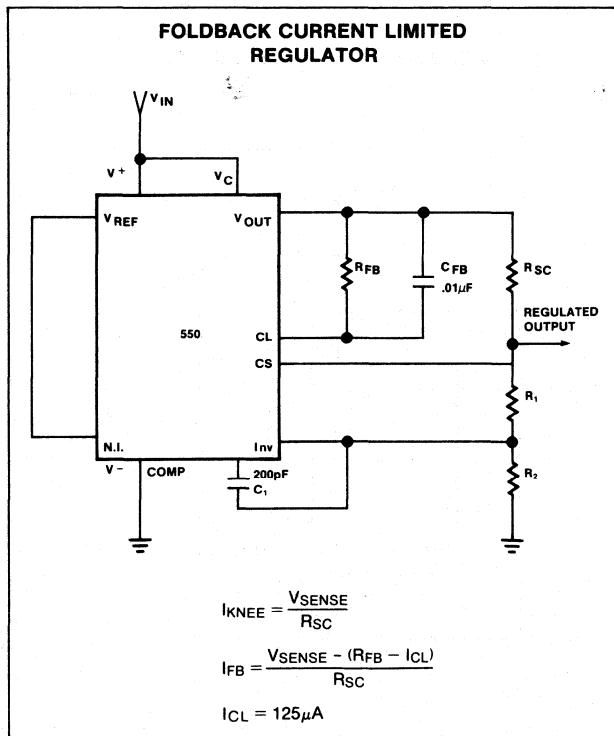 FOLDBACK CURRENT LIMITED
REGULATOR
VIN
V+
VC
VREF
VOUT
RFB
CFB
.01μF
RSC
550
CL
REGULATED
OUTPUT
CS
R1
N.I.
Inv
V−
COMP
200pF
C1
R2
IKNEE = VSENSE / RSC
IFB = VSENSE - (RFB − ICL) / RSC
ICL = 125μA